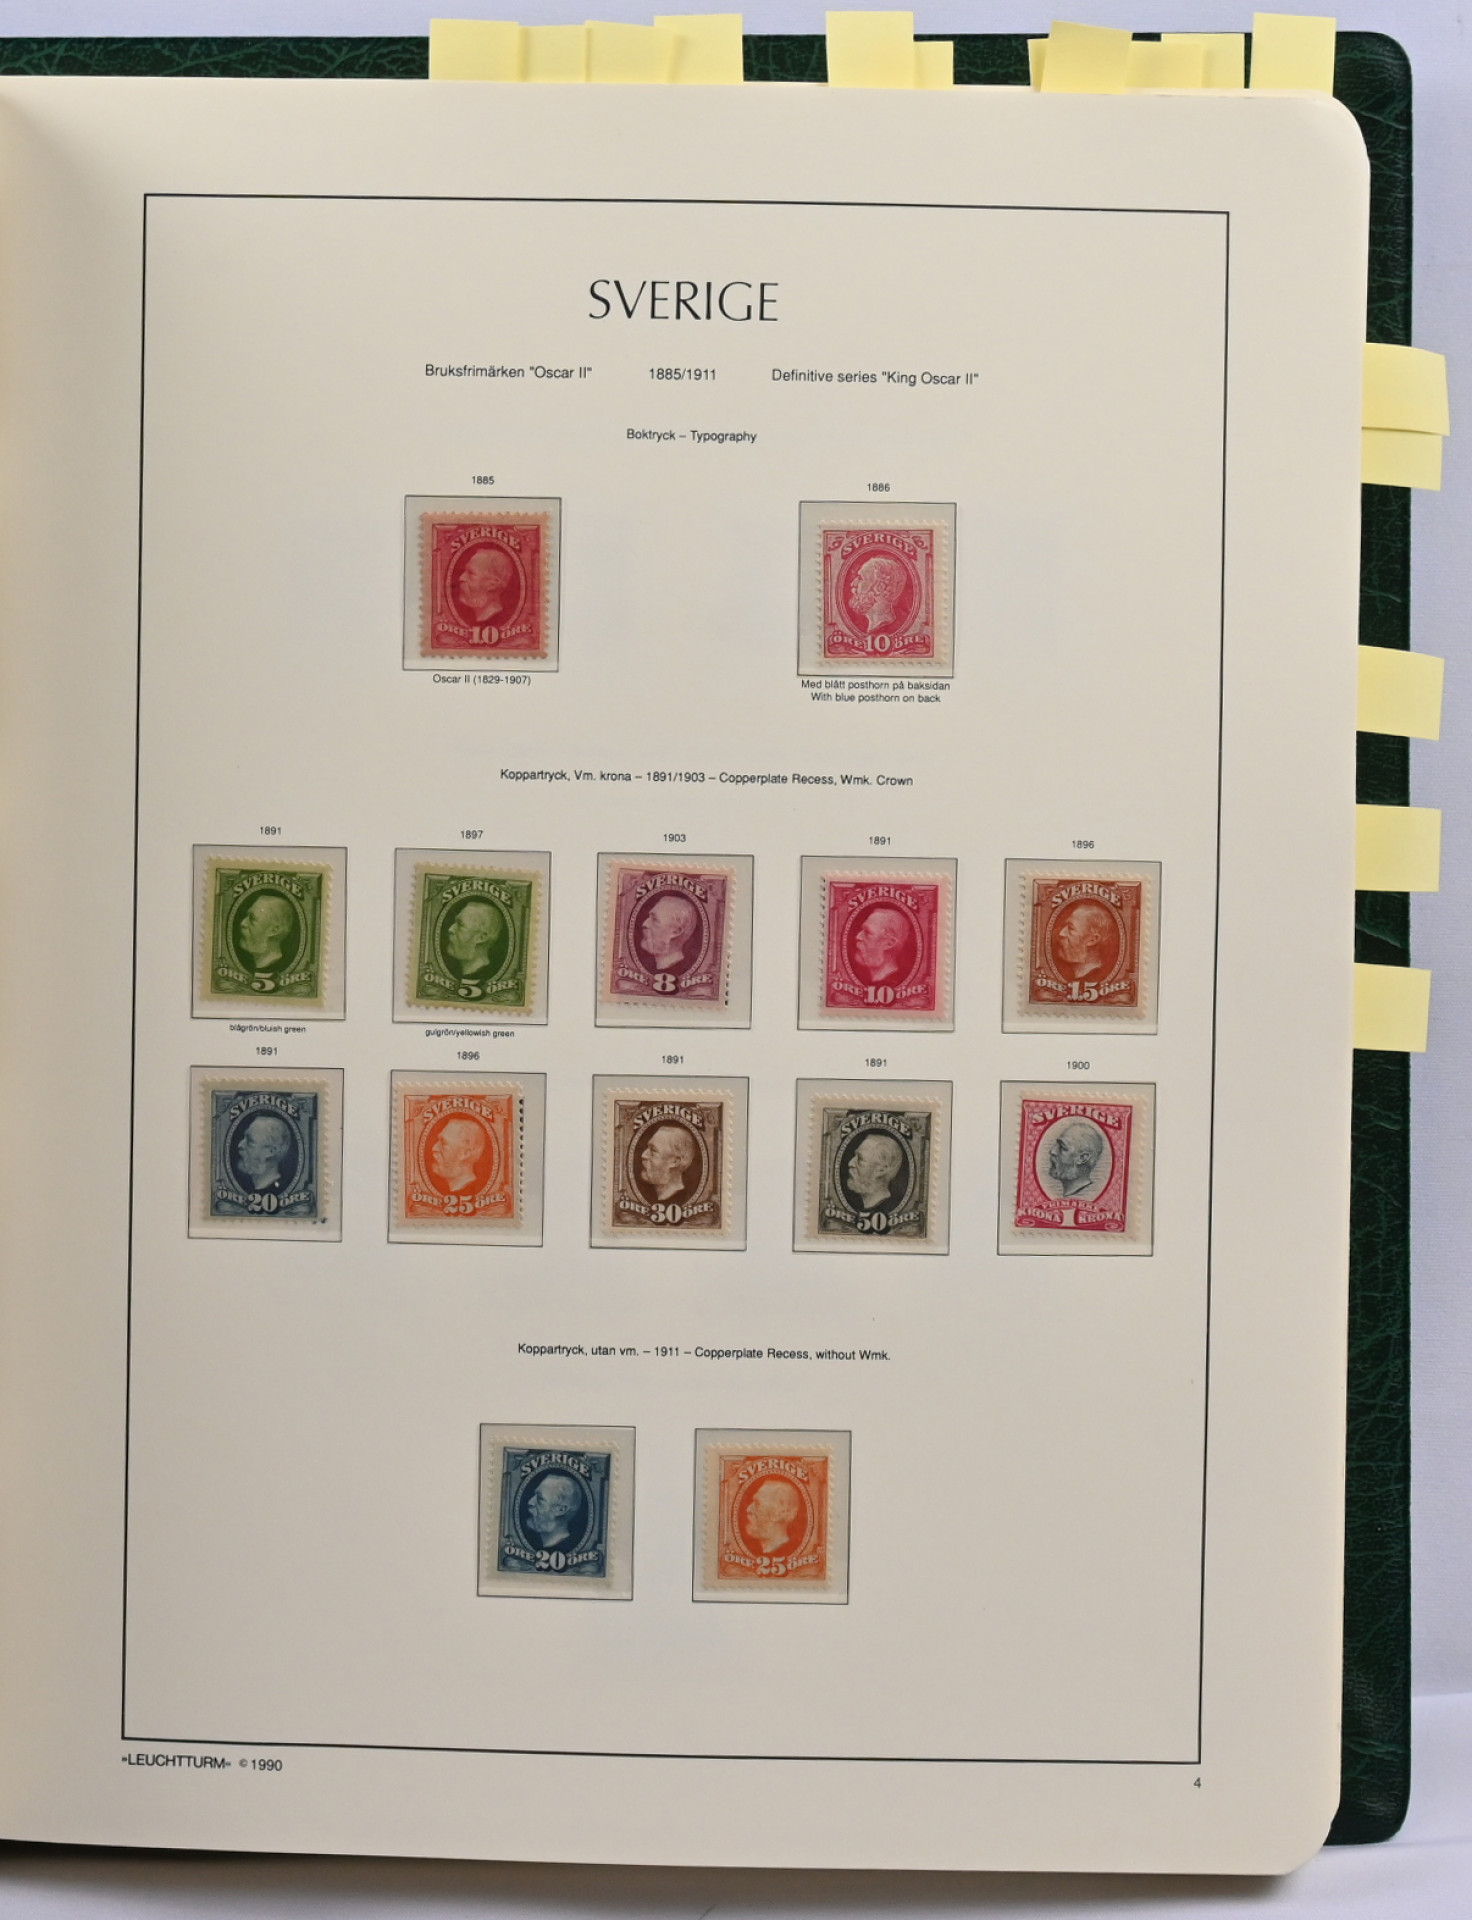 SVERIGE
Bruksfrimärken "Oscar II" 1885/1911 Definitive series "King Oscar II"
Boktryck – Typography
1885 1886
SVERIGE SVERIGE
ÖRE 10 ÖRE ÖRE 10 ÖRE
Oscar II (1829-1907) Med blått posthorn på baksidan
With blue posthorn on back
Koppartryck, Vm. krona – 1891/1903 – Copperplate Recess, Wmk. Crown
1891 1897 1903 1891 1896
SVERIGE SVERIGE SVERIGE SVERIGE SVERIGE
ÖRE 5 ÖRE ÖRE 5 ÖRE ÖRE 8 ÖRE ÖRE 10 ÖRE ÖRE 15 ÖRE
blågrön/bluish green gulgrön/yellowish green
1891 1896 1891 1891 1900
SVERIGE SVERIGE SVERIGE SVERIGE SVERIGE
ÖRE 20 ÖRE ÖRE 25 ÖRE ÖRE 30 ÖRE ÖRE 50 ÖRE FRIMÄRKE
KRONA 1 KRONA
Koppartryck, utan vm. – 1911 – Copperplate Recess, without Wmk.
SVERIGE SVERIGE
ÖRE 20 ÖRE ÖRE 25 ÖRE
»LEUCHTTURM« © 1990
4